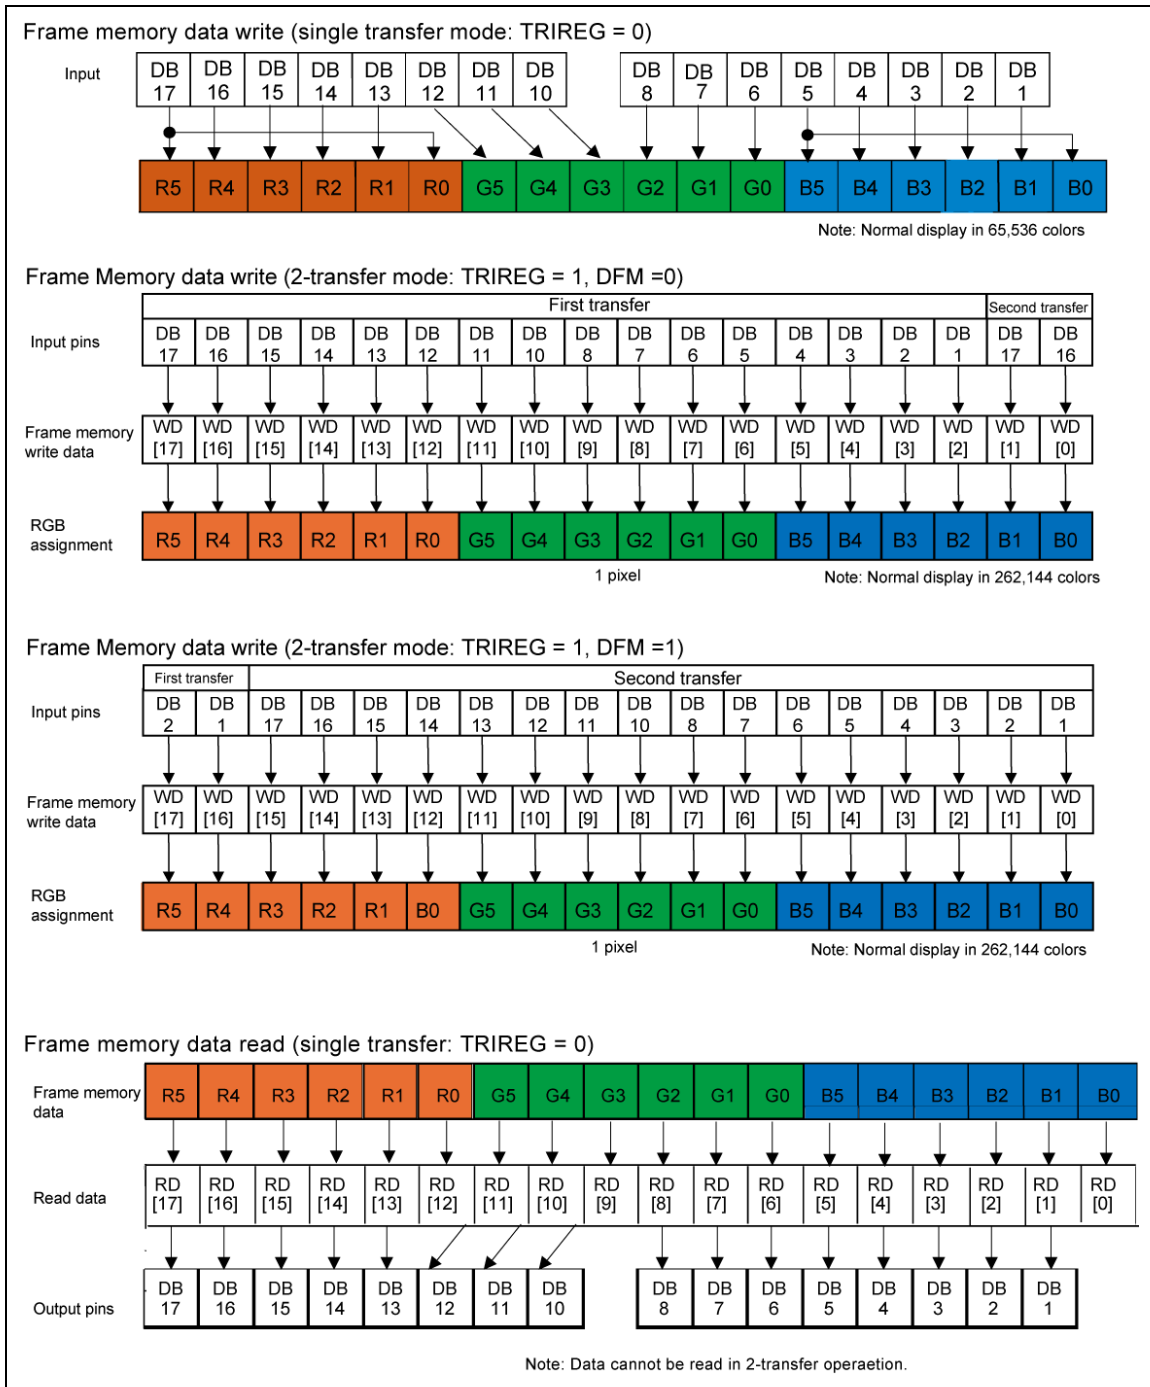 Frame memory data write (single transfer mode: TRIREG = 0)
Input DB 17 DB 16 DB 15 DB 14 DB 13 DB 12 DB 11 DB 10 DB 8 DB 7 DB 6 DB 5 DB 4 DB 3 DB 2 DB 1
R5 R4 R3 R2 R1 R0 G5 G4 G3 G2 G1 G0 B5 B4 B3 B2 B1 B0
Note: Normal display in 65,536 colors
Frame Memory data write (2-transfer mode: TRIREG = 1, DFM =0)
First transfer Second transfer
Input pins DB 17 DB 16 DB 15 DB 14 DB 13 DB 12 DB 11 DB 10 DB 8 DB 7 DB 6 DB 5 DB 4 DB 3 DB 2 DB 1 DB 17 DB 16
Frame memory write data WD [17] WD [16] WD [15] WD [14] WD [13] WD [12] WD [11] WD [10] WD [9] WD [8] WD [7] WD [6] WD [5] WD [4] WD [3] WD [2] WD [1] WD [0]
RGB assignment R5 R4 R3 R2 R1 R0 G5 G4 G3 G2 G1 G0 B5 B4 B3 B2 B1 B0
1 pixel Note: Normal display in 262,144 colors
Frame Memory data write (2-transfer mode: TRIREG = 1, DFM =1)
First transfer Second transfer
Input pins DB 2 DB 1 DB 17 DB 16 DB 15 DB 14 DB 13 DB 12 DB 11 DB 10 DB 8 DB 7 DB 6 DB 5 DB 4 DB 3 DB 2 DB 1
Frame memory write data WD [17] WD [16] WD [15] WD [14] WD [13] WD [12] WD [11] WD [10] WD [9] WD [8] WD [7] WD [6] WD [5] WD [4] WD [3] WD [2] WD [1] WD [0]
RGB assignment R5 R4 R3 R2 R1 B0 G5 G4 G3 G2 G1 G0 B5 B4 B3 B2 B1 B0
1 pixel Note: Normal display in 262,144 colors
Frame memory data read (single transfer: TRIREG = 0)
Frame memory data R5 R4 R3 R2 R1 R0 G5 G4 G3 G2 G1 G0 B5 B4 B3 B2 B1 B0
Read data RD [17] RD [16] RD [15] RD [14] RD [13] RD [12] RD [11] RD [10] RD [9] RD [8] RD [7] RD [6] RD [5] RD [4] RD [3] RD [2] RD [1] RD [0]
Output pins DB 17 DB 16 DB 15 DB 14 DB 13 DB 12 DB 11 DB 10 DB 8 DB 7 DB 6 DB 5 DB 4 DB 3 DB 2 DB 1
Note: Data cannot be read in 2-transfer operaetion.